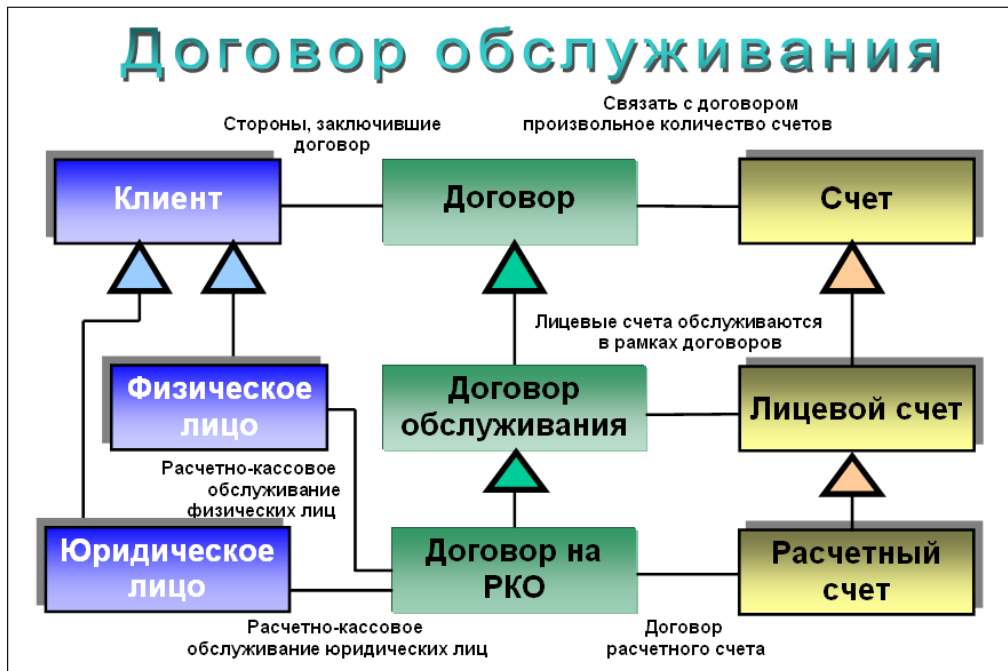 Договор обслуживания
Стороны, заключившие
договор
Связать с договором
произвольное количество счетов
Клиент
Договор
Счет
Лицевые счета обслуживаются
в рамках договоров
Физическое
лицо
Договор
обслуживания
Лицевой счет
Расчетно-кассовое
обслуживание
физических лиц
Юридическое
лицо
Договор на
РКО
Расчетный
счет
Расчетно-кассовое
обслуживание юридических лиц
Договор
расчетного счета